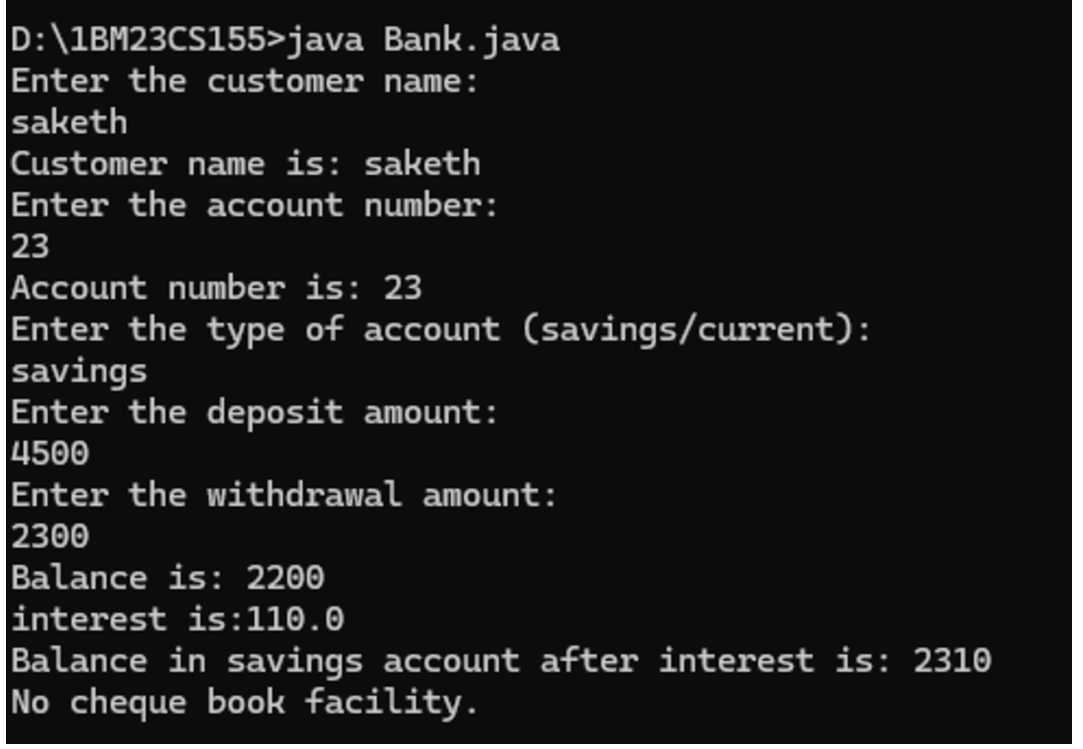 D:\1BM23CS155>java Bank.java
Enter the customer name:
saketh
Customer name is: saketh
Enter the account number:
23
Account number is: 23
Enter the type of account (savings/current):
savings
Enter the deposit amount:
4500
Enter the withdrawal amount:
2300
Balance is: 2200
interest is:110.0
Balance in savings account after interest is: 2310
No cheque book facility.